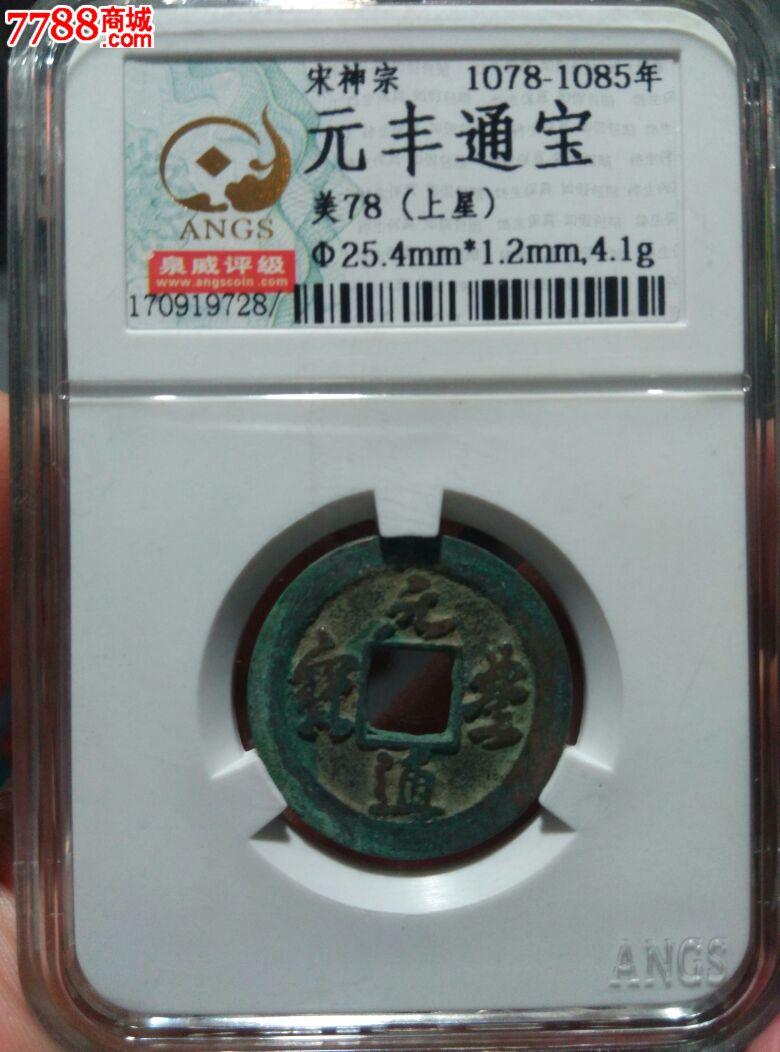 7788商城
.com
宋神宗 1078-1085年
元丰通宝
美78（上星）
Φ25.4mm*1.2mm,4.1g
ANGS
泉威评级
www.angscoin.com
170919728/
元豐通寳
ANGS